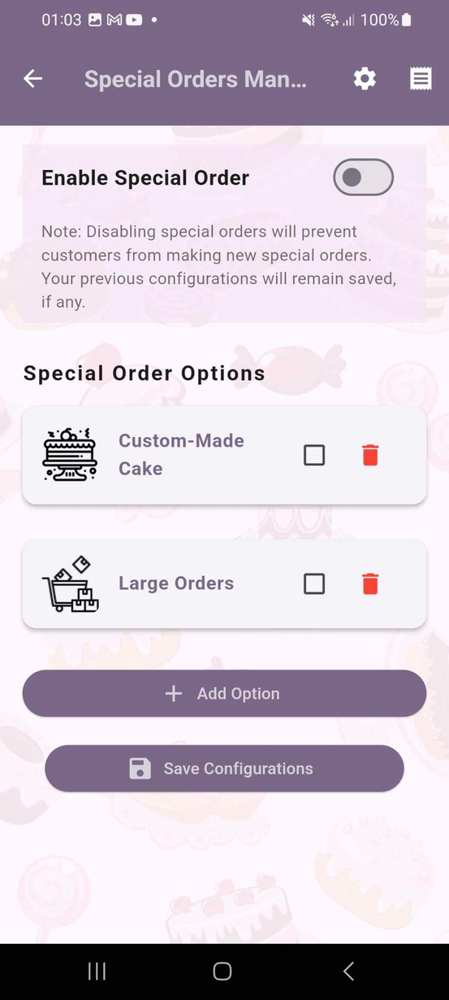 01:03 100%
Special Orders Man...
Enable Special Order
Note: Disabling special orders will prevent
customers from making new special orders.
Your previous configurations will remain saved,
if any.
Special Order Options
Custom-Made
Cake
Large Orders
Add Option
Save Configurations